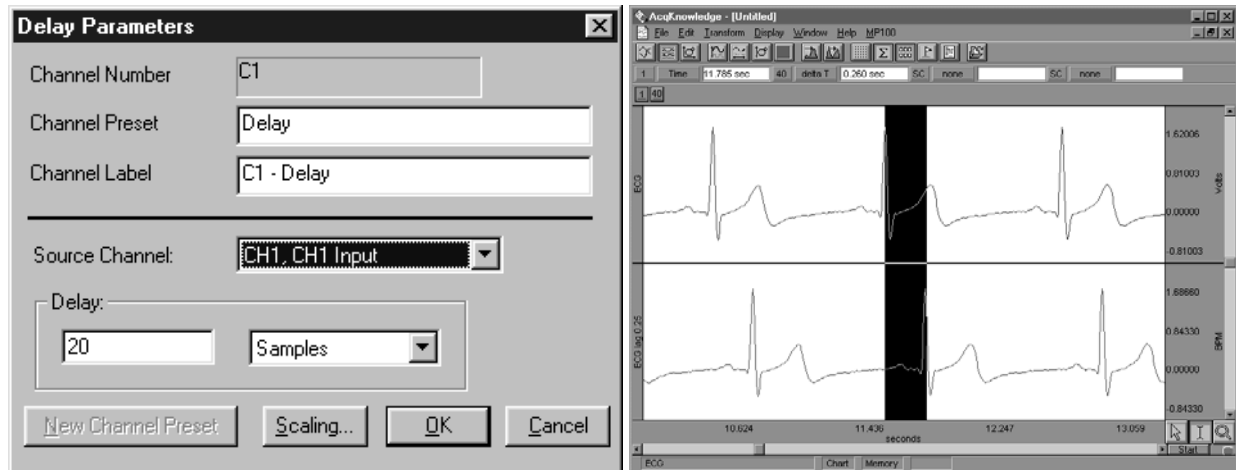 Delay Parameters
Channel Number C1
Channel Preset Delay
Channel Label C1 - Delay
Source Channel: CH1, CH1 Input
Delay:
20 Samples
New Channel Preset Scaling... OK Cancel
AcqKnowledge - [Untitled]
File Edit Transform Display Window Help MP100
1 Time 11.785 sec 40 delta T 0.260 sec SC none SC none
1 40
ECG
1.62006
0.81003
0.00000
-0.81003
Volts
ECG lag 0.25
1.68660
0.84330
0.00000
-0.84330
BPM
10.624 11.436 12.247 13.059
seconds
Start
ECG Chart Memory